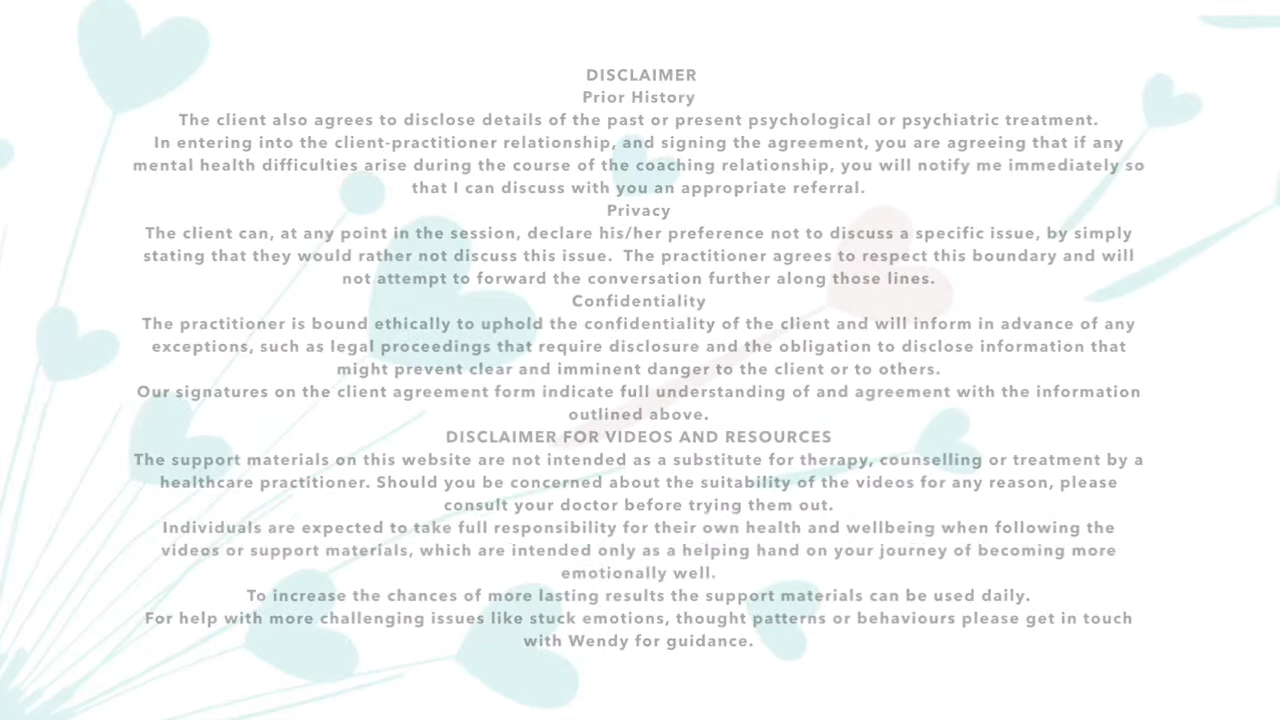 DISCLAIMER
Prior History
The client also agrees to disclose details of the past or present psychological or psychiatric treatment.
In entering into the client-practitioner relationship, and signing the agreement, you are agreeing that if any
mental health difficulties arise during the course of the coaching relationship, you will notify me immediately so
that I can discuss with you an appropriate referral.
Privacy
The client can, at any point in the session, declare his/her preference not to discuss a specific issue, by simply
stating that they would rather not discuss this issue.  The practitioner agrees to respect this boundary and will
not attempt to forward the conversation further along those lines.
Confidentiality
The practitioner is bound ethically to uphold the confidentiality of the client and will inform in advance of any
exceptions, such as legal proceedings that require disclosure and the obligation to disclose information that
might prevent clear and imminent danger to the client or to others.
Our signatures on the client agreement form indicate full understanding of and agreement with the information
outlined above.
DISCLAIMER FOR VIDEOS AND RESOURCES
The support materials on this website are not intended as a substitute for therapy, counselling or treatment by a
healthcare practitioner. Should you be concerned about the suitability of the videos for any reason, please
consult your doctor before trying them out.
Individuals are expected to take full responsibility for their own health and wellbeing when following the
videos or support materials, which are intended only as a helping hand on your journey of becoming more
emotionally well.
To increase the chances of more lasting results the support materials can be used daily.
For help with more challenging issues like stuck emotions, thought patterns or behaviours please get in touch
with Wendy for guidance.